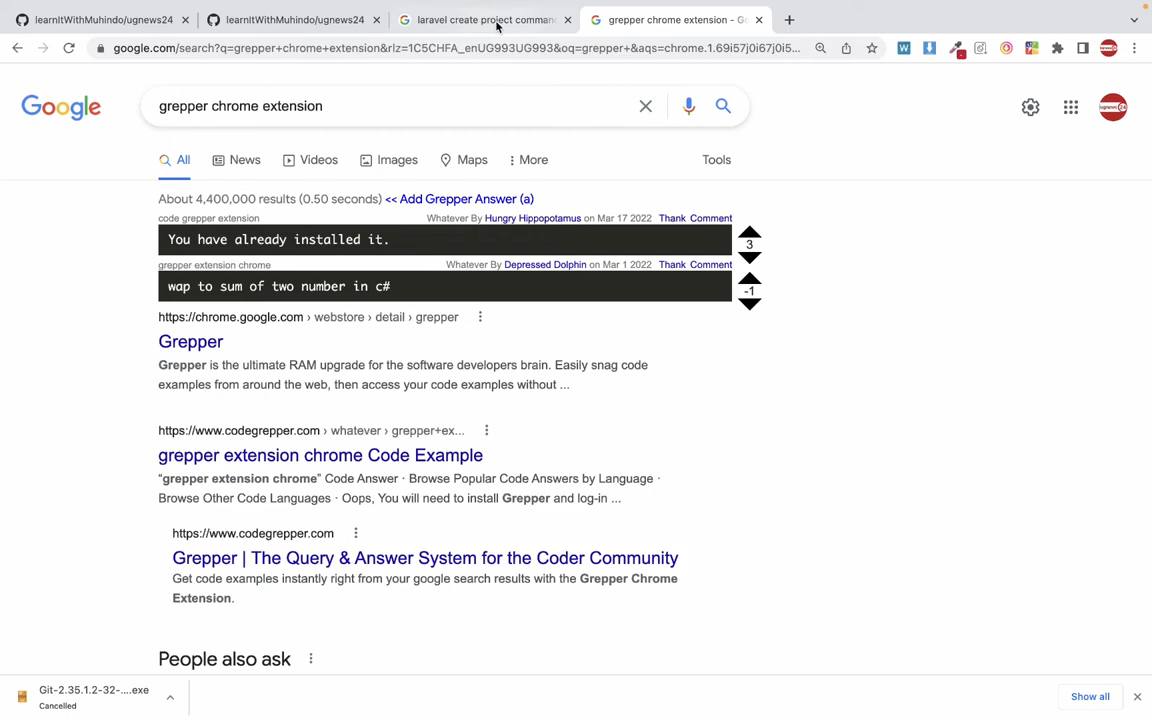 learnItWithMuhindo/ugnews24
learnItWithMuhindo/ugnews24
laravel create project comman
grepper chrome extension - Go
google.com/search?q=grepper+chrome+extension&rlz=1C5CHFA_enUG993UG993&oq=grepper+&aqs=chrome.1.69i57j0i67j0i5...
Google
grepper chrome extension
All
News
Videos
Images
Maps
More
Tools
About 4,400,000 results (0.50 seconds) << Add Grepper Answer (a)
code grepper extension
Whatever By Hungry Hippopotamus on Mar 17 2022 Thank Comment
You have already installed it.
3
grepper extension chrome
Whatever By Depressed Dolphin on Mar 1 2022 Thank Comment
wap to sum of two number in c#
-1
https://chrome.google.com › webstore › detail › grepper
Grepper
Grepper is the ultimate RAM upgrade for the software developers brain. Easily snag code
examples from around the web, then access your code examples without ...
https://www.codegrepper.com › whatever › grepper+ex...
grepper extension chrome Code Example
“grepper extension chrome” Code Answer · Browse Popular Code Answers by Language ·
Browse Other Code Languages · Oops, You will need to install Grepper and log-in ...
https://www.codegrepper.com
Grepper | The Query & Answer System for the Coder Community
Get code examples instantly right from your google search results with the Grepper Chrome
Extension.
People also ask
Git-2.35.1.2-32-....exe
Cancelled
Show all